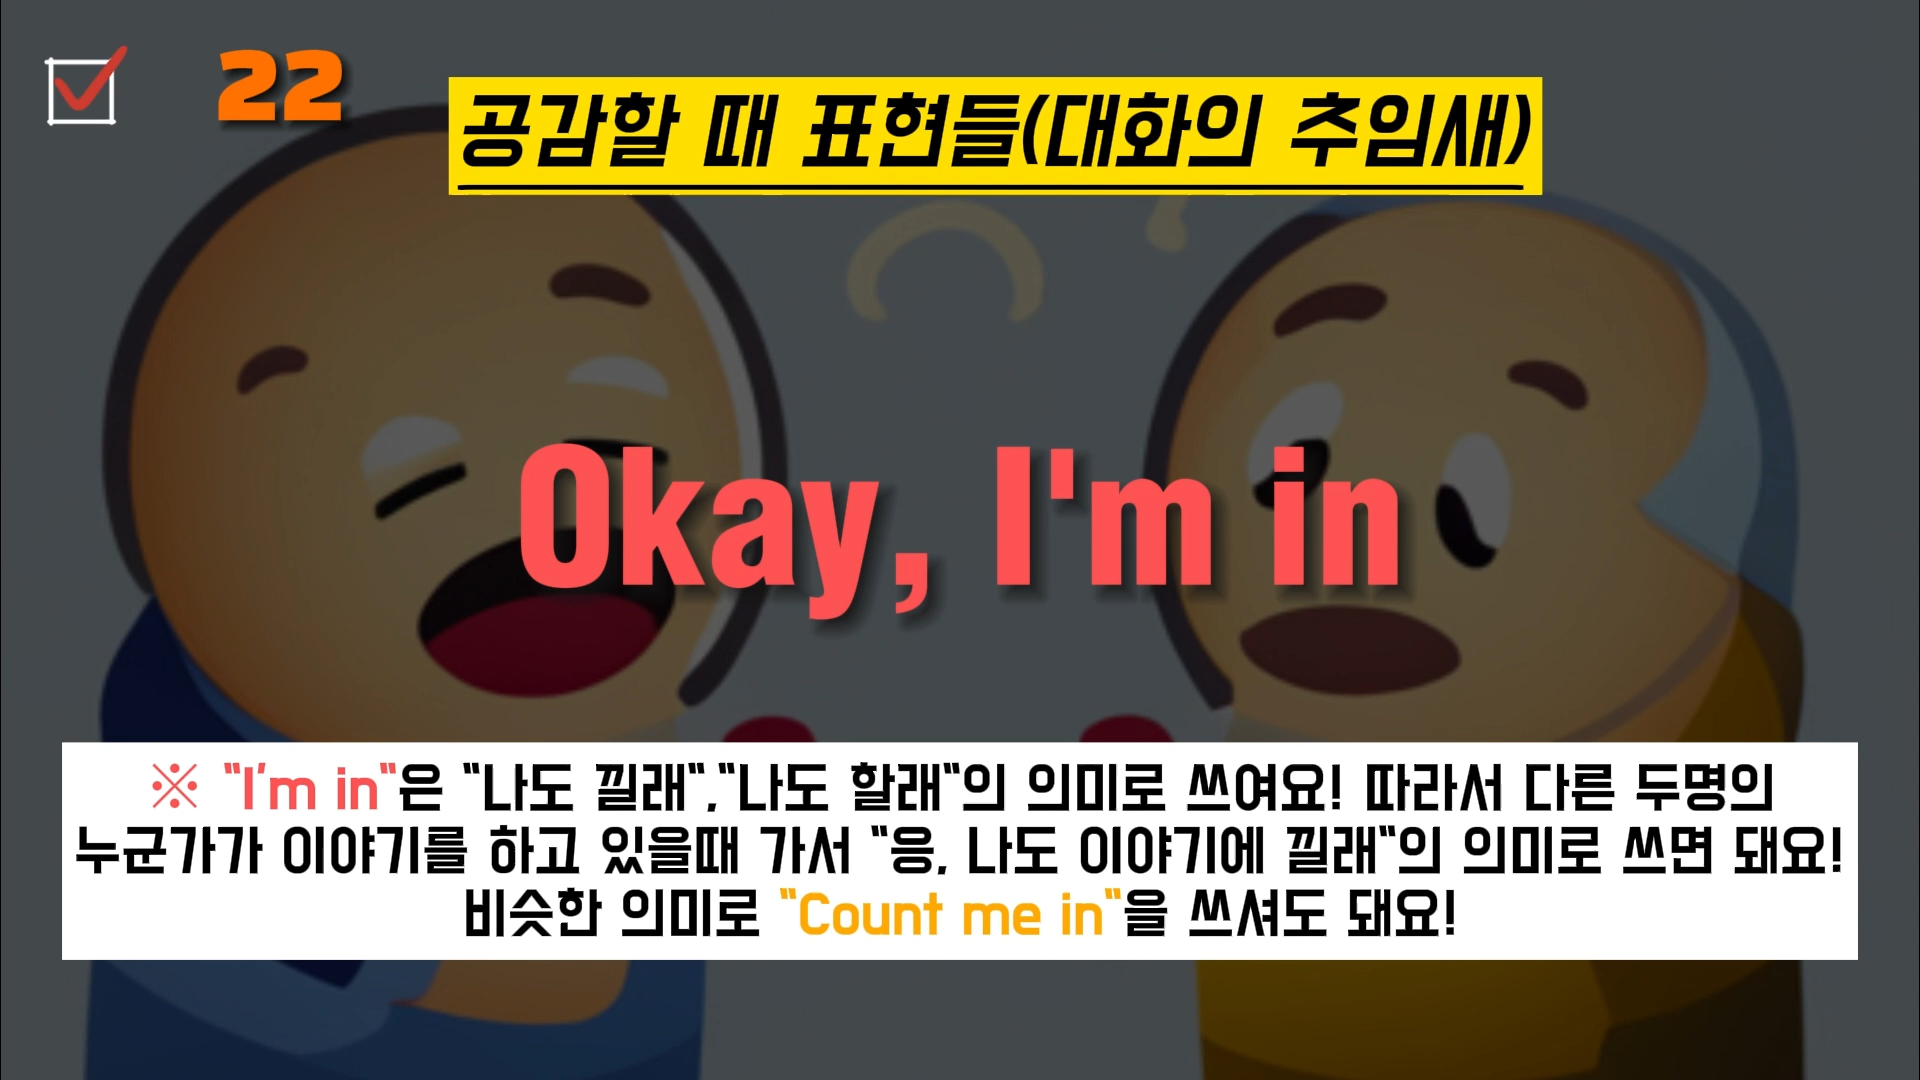 22
공감할 때 표현들(대화의 추임새)
Okay, I'm in
※ "I'm in"은 "나도 낄래","나도 할래"의 의미로 쓰여요! 따라서 다른 두명의
누군가가 이야기를 하고 있을때 가서 "응, 나도 이야기에 낄래"의 의미로 쓰면 돼요!
비슷한 의미로 "Count me in"을 쓰셔도 돼요!